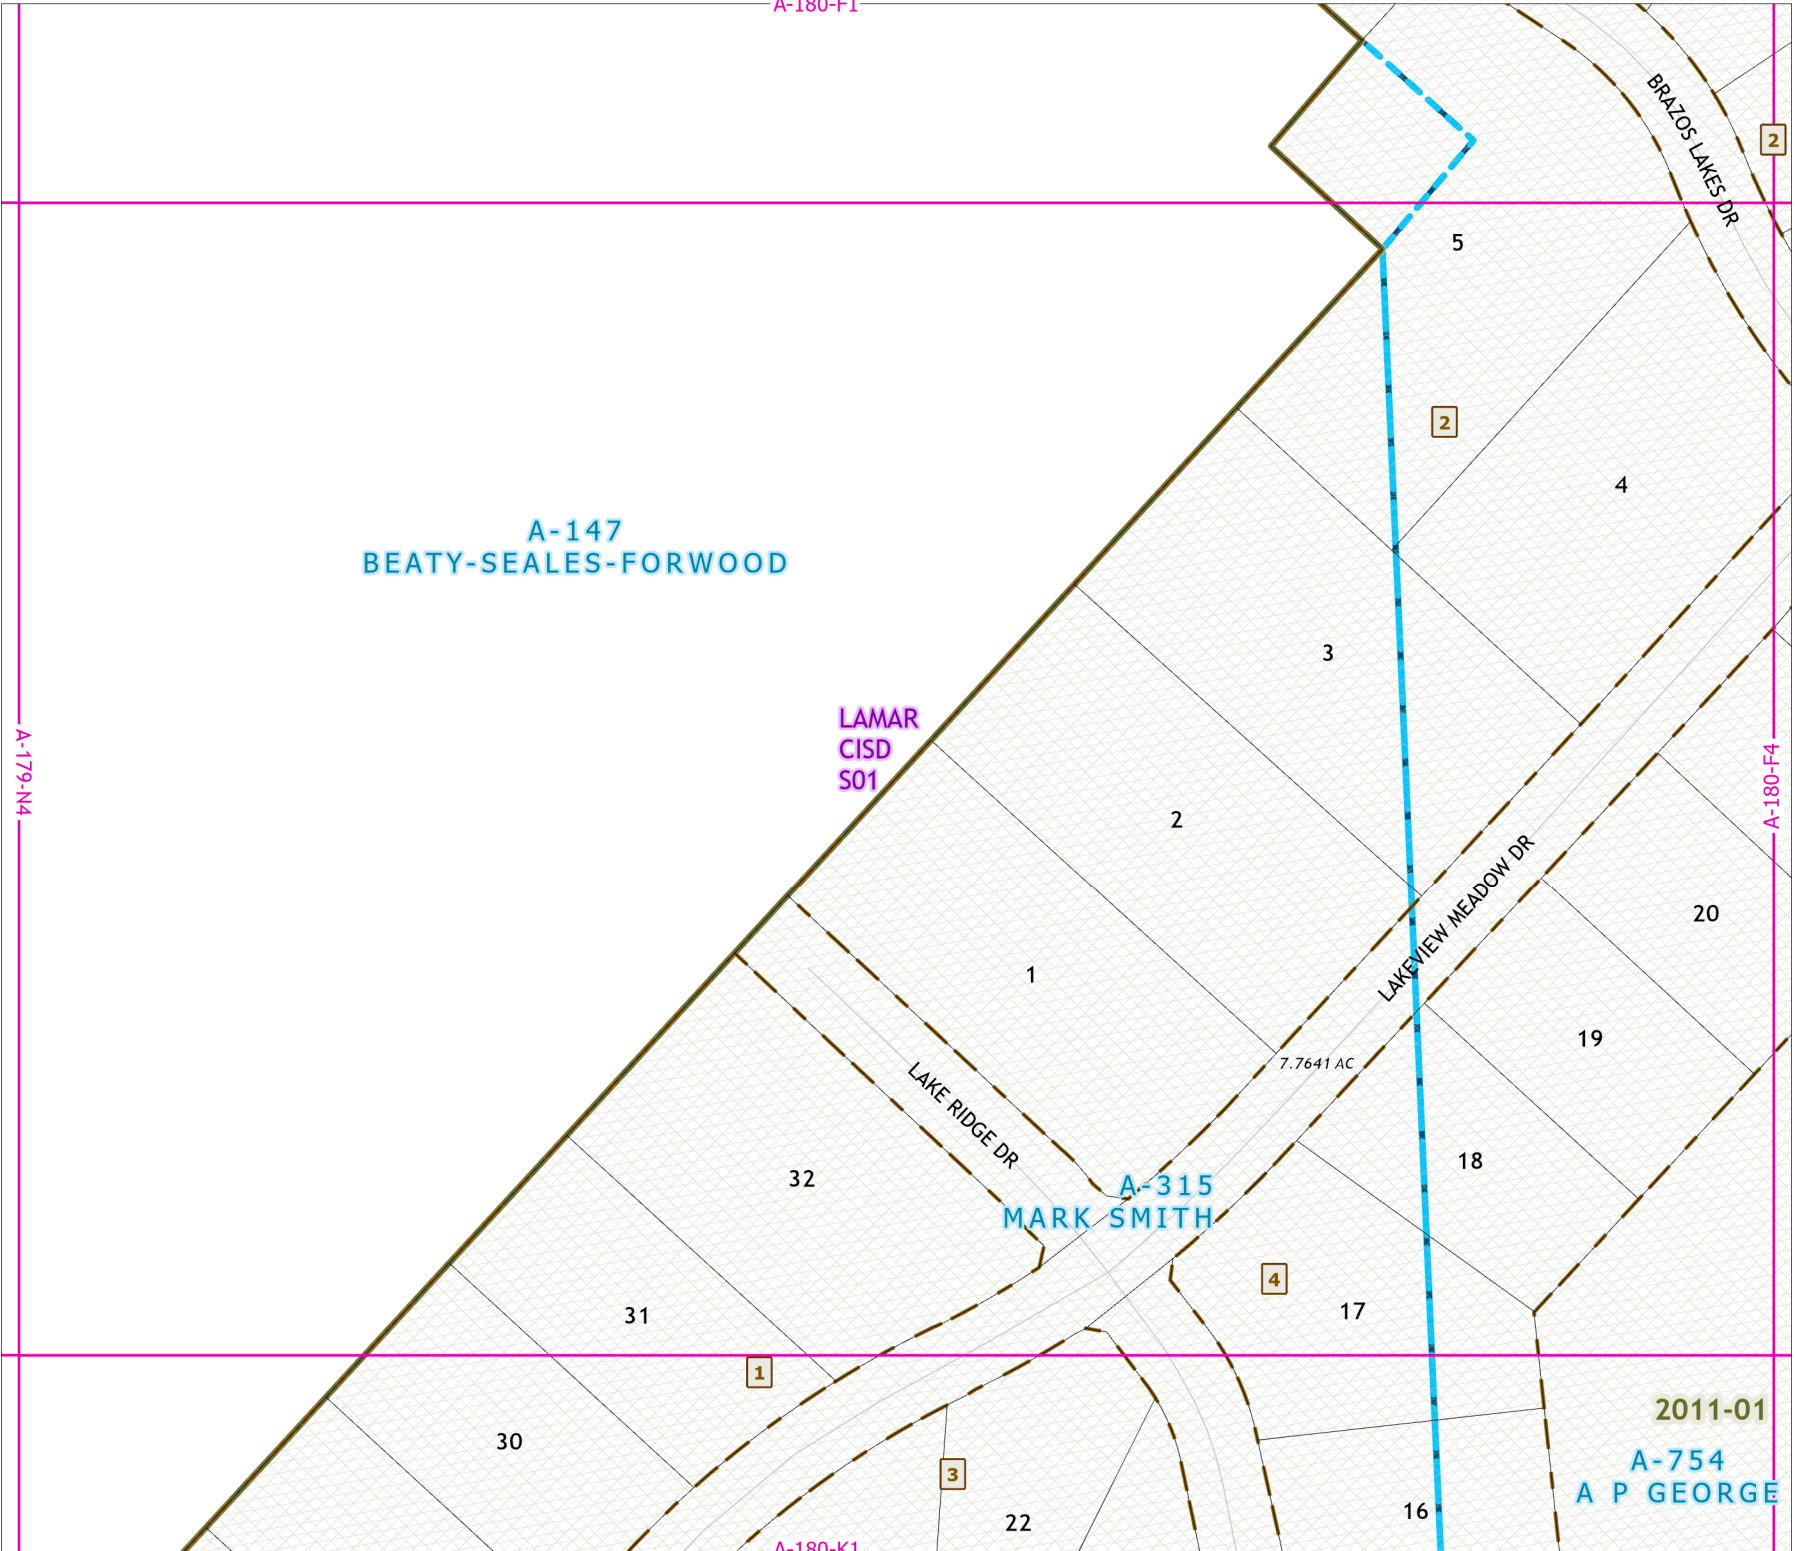 A-180-F1
BRAZOS LAKES DR
2
5
2
4
A-147
BEATY-SEALES-FORWOOD
3
LAMAR
CISD
S01
A-179-N4
A-180-F4
2
LAKEVIEW MEADOW DR
20
1
19
7.7641 AC
LAKE RIDGE DR
18
32
A-315
MARK SMITH
4
17
31
1
2011-01
30
A-754
A P GEORGE
3
16
22
A-180-K1